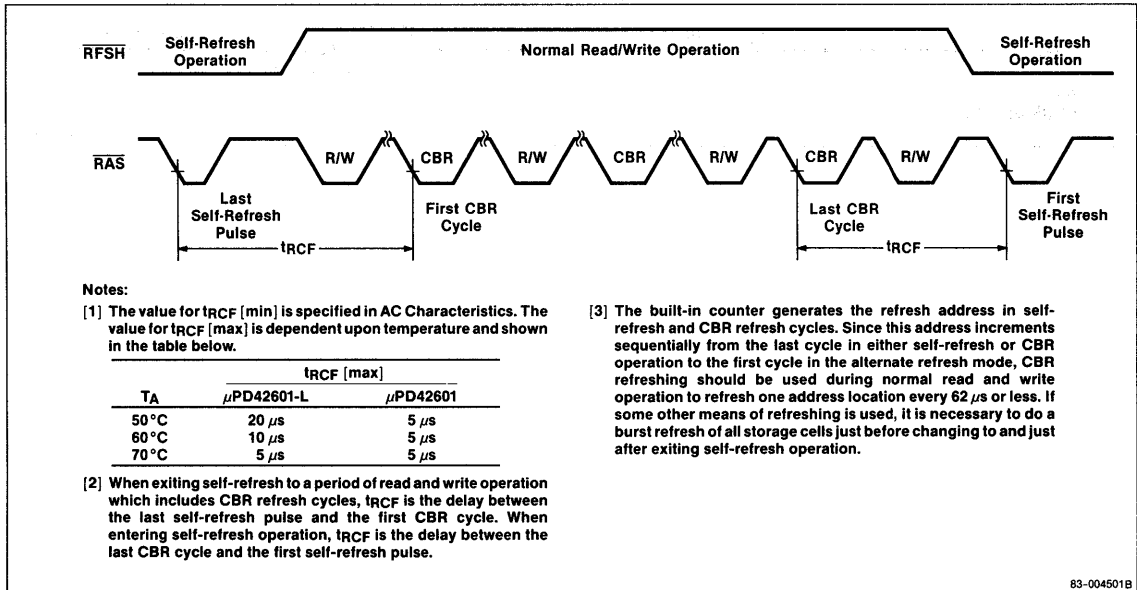 RFSH
Self-Refresh
Operation
Normal Read/Write Operation
Self-Refresh
Operation
RAS
R/W
CBR
R/W
CBR
R/W
CBR
R/W
Last
Self-Refresh
Pulse
First CBR
Cycle
Last CBR
Cycle
First
Self-Refresh
Pulse
tRCF
tRCF
Notes:
[1] The value for tRCF [min] is specified in AC Characteristics. The
value for tRCF [max] is dependent upon temperature and shown
in the table below.
tRCF [max]
TA μPD42601-L μPD42601
50°C 20 μs 5 μs
60°C 10 μs 5 μs
70°C 5 μs 5 μs
[2] When exiting self-refresh to a period of read and write operation
which includes CBR refresh cycles, tRCF is the delay between
the last self-refresh pulse and the first CBR cycle. When
entering self-refresh operation, tRCF is the delay between the
last CBR cycle and the first self-refresh pulse.
[3] The built-in counter generates the refresh address in self-
refresh and CBR refresh cycles. Since this address increments
sequentially from the last cycle in either self-refresh or CBR
operation to the first cycle in the alternate refresh mode, CBR
refreshing should be used during normal read and write
operation to refresh one address location every 62 μs or less. If
some other means of refreshing is used, it is necessary to do a
burst refresh of all storage cells just before changing to and just
after exiting self-refresh operation.
83-004501B